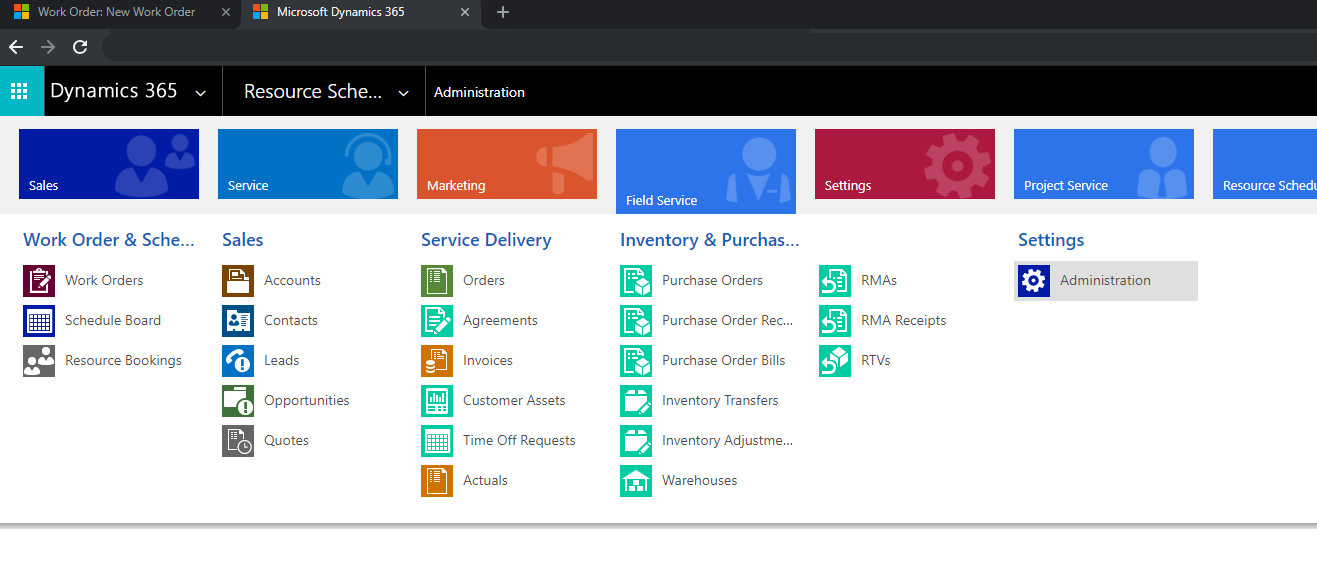 Work Order: New Work Order
Microsoft Dynamics 365
Dynamics 365
Resource Sche...
Administration
Sales
Service
Marketing
Field Service
Settings
Project Service
Resource Schedu
Work Order & Sche...
Work Orders
Schedule Board
Resource Bookings
Sales
Accounts
Contacts
Leads
Opportunities
Quotes
Service Delivery
Orders
Agreements
Invoices
Customer Assets
Time Off Requests
Actuals
Inventory & Purchas...
Purchase Orders
Purchase Order Rec...
Purchase Order Bills
Inventory Transfers
Inventory Adjustme...
Warehouses
RMAs
RMA Receipts
RTVs
Settings
Administration